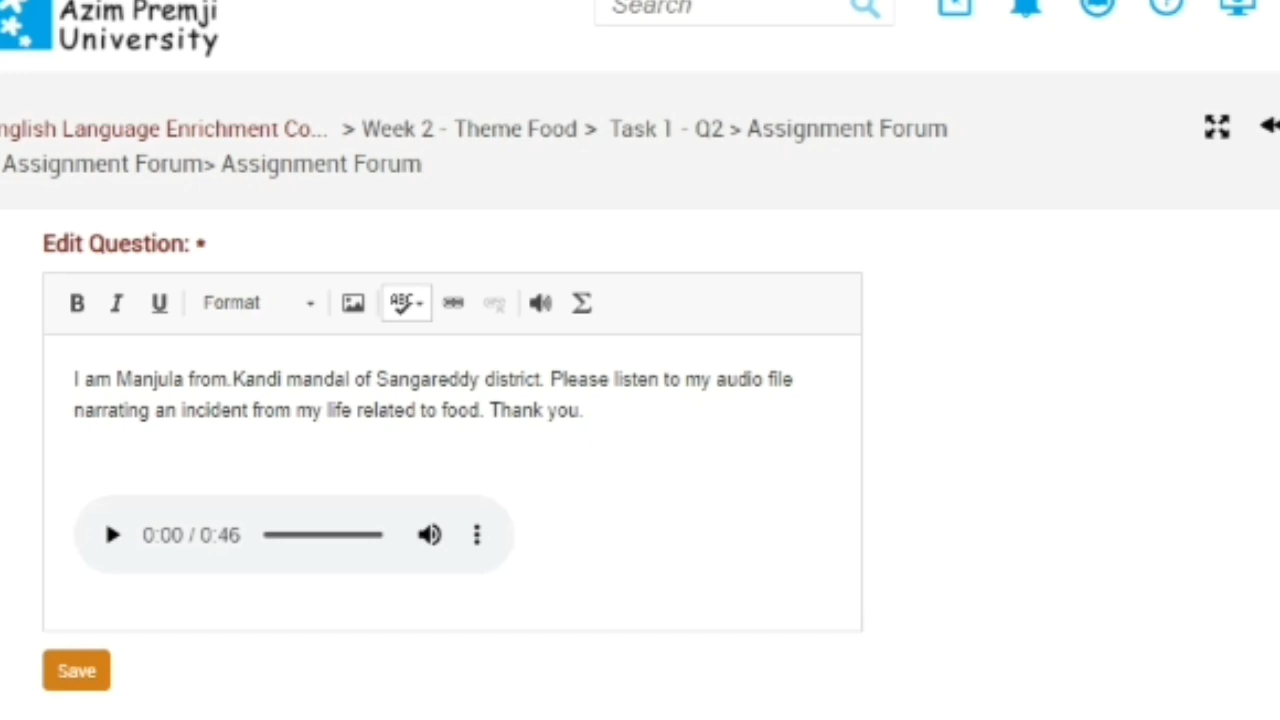 Azim Premji
University
Search
nglish Language Enrichment Co... > Week 2 - Theme Food > Task 1 - Q2 > Assignment Forum
Assignment Forum> Assignment Forum
Edit Question: *
B I U Format ABC Σ
I am Manjula from.Kandi mandal of Sangareddy district. Please listen to my audio file
narrating an incident from my life related to food. Thank you.
0:00 / 0:46
Save